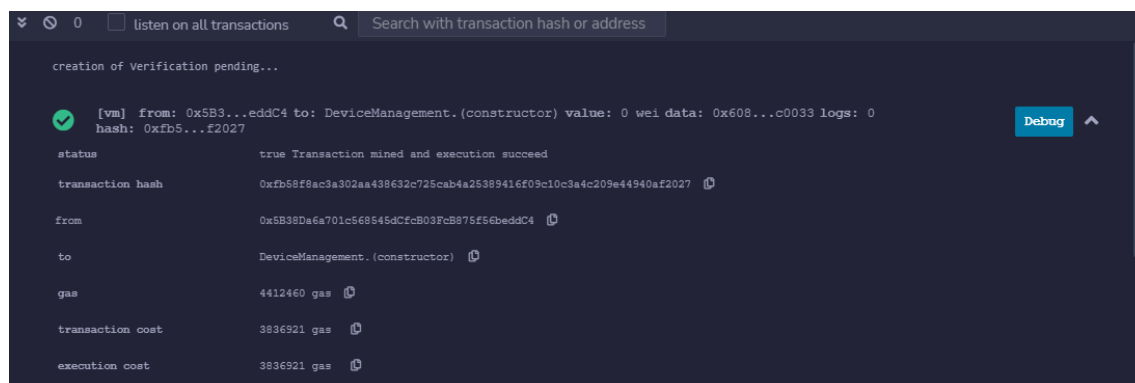 0 listen on all transactions Search with transaction hash or address
creation of Verification pending...
[vm] from: 0x5B3...eddC4 to: DeviceManagement.(constructor) value: 0 wei data: 0x608...c0033 logs: 0
hash: 0xfb5...f2027
Debug
status true Transaction mined and execution succeed
transaction hash 0xfb58f8ac3a302aa438632c725cab4a25389416f09c10c3a4c209e44940af2027
from 0x5B38Da6a701c568545dCfcB03FcB875f56beddC4
to DeviceManagement.(constructor)
gas 4412460 gas
transaction cost 3836921 gas
execution cost 3836921 gas